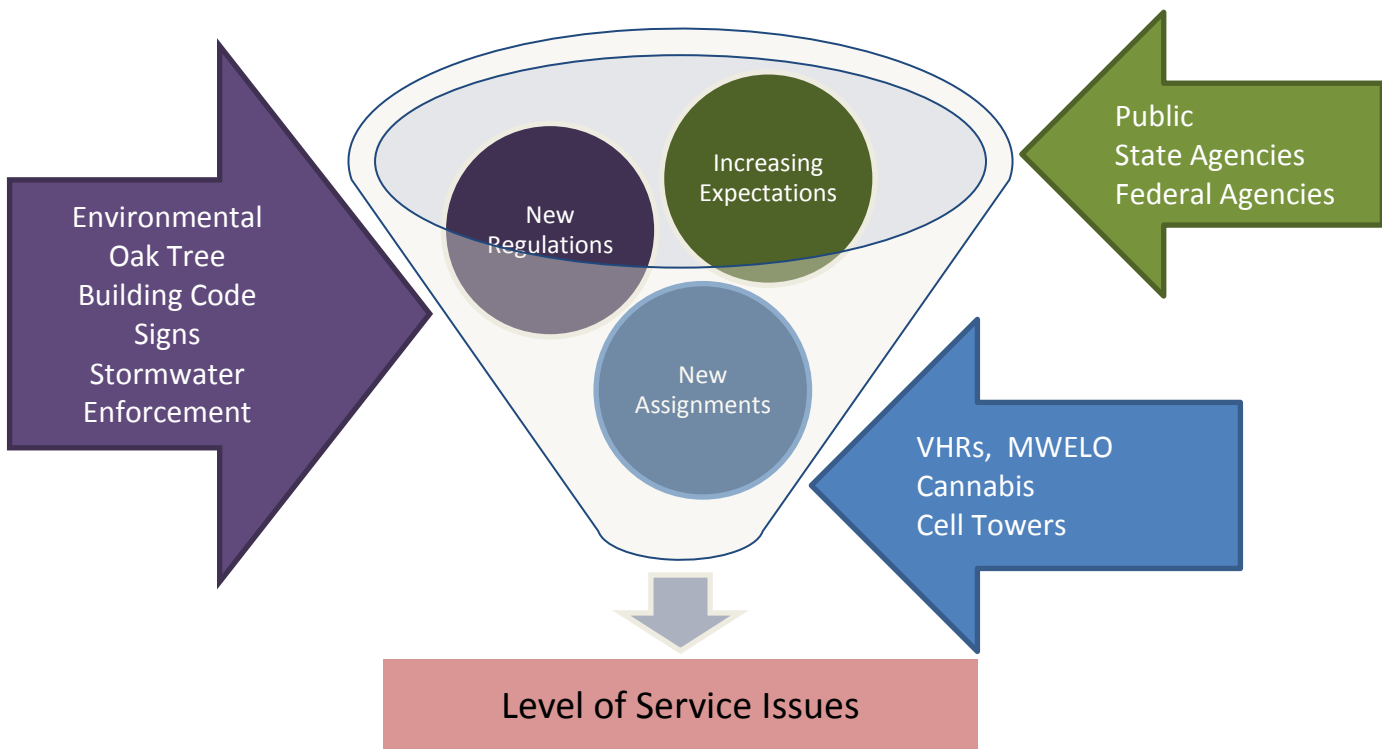 Environmental
Oak Tree
Building Code
Signs
Stormwater
Enforcement
New
Regulations
Increasing
Expectations
New
Assignments
Public
State Agencies
Federal Agencies
VHRs, MWELO
Cannabis
Cell Towers
Level of Service Issues